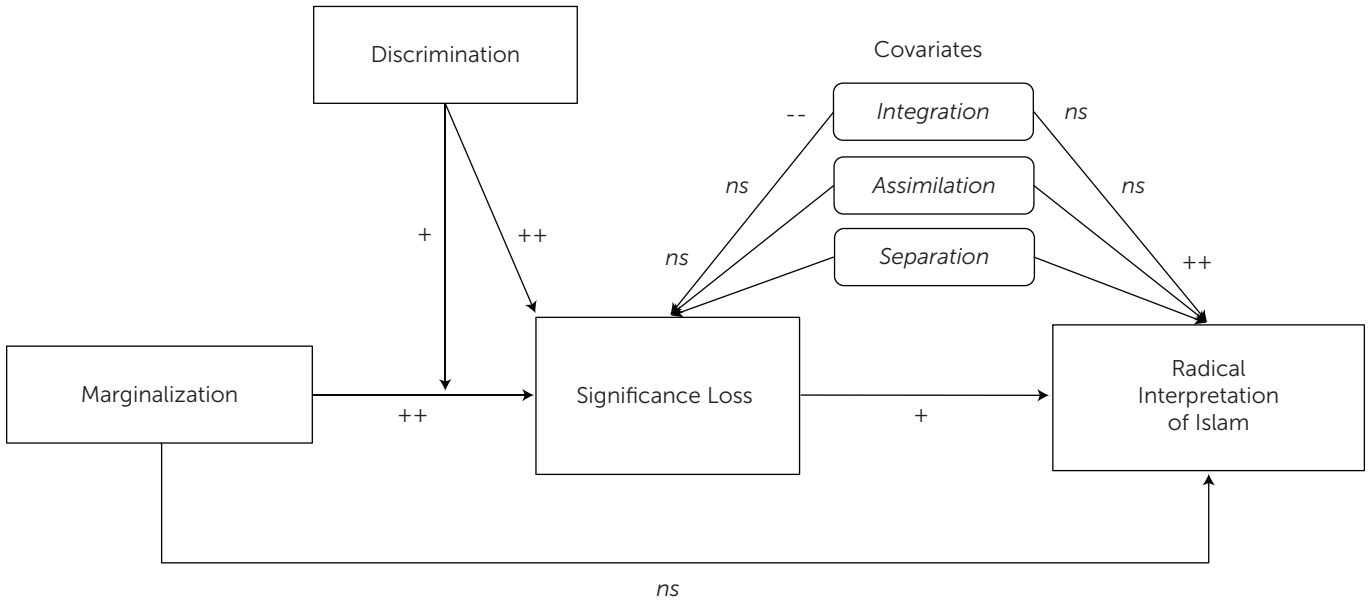 Discrimination
Covariates
Integration
--
ns
Assimilation
ns
ns
Separation
+
++
ns
++
Marginalization
Significance Loss
Radical
Interpretation
of Islam
++
+
ns